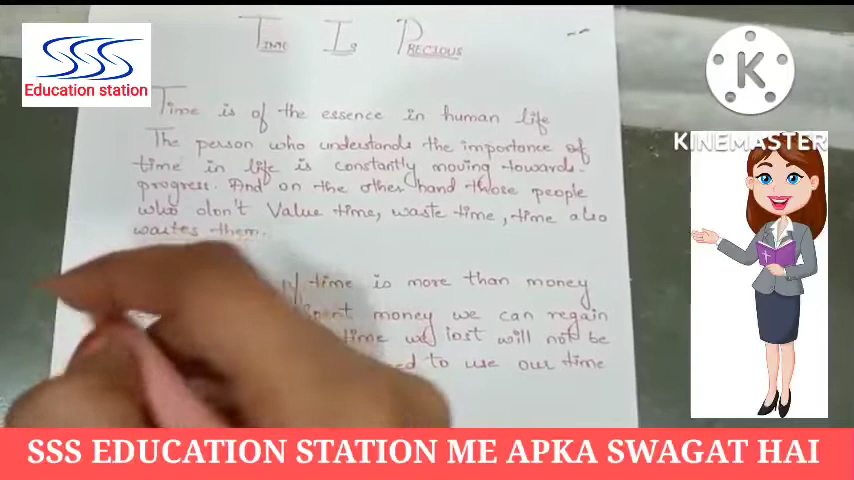 TIME IS PRECIOUS
SSS
Education station
K
KINEMASTER
Time is of the essence in human life
The person who understands the importance of
time in life is constantly moving towards
progress. And on the other hand those people
who don't Value time, waste time, time also
wastes them.
time is more than money
spent money we can regain
time we lost will not be
to use our time
SSS EDUCATION STATION ME APKA SWAGAT HAI